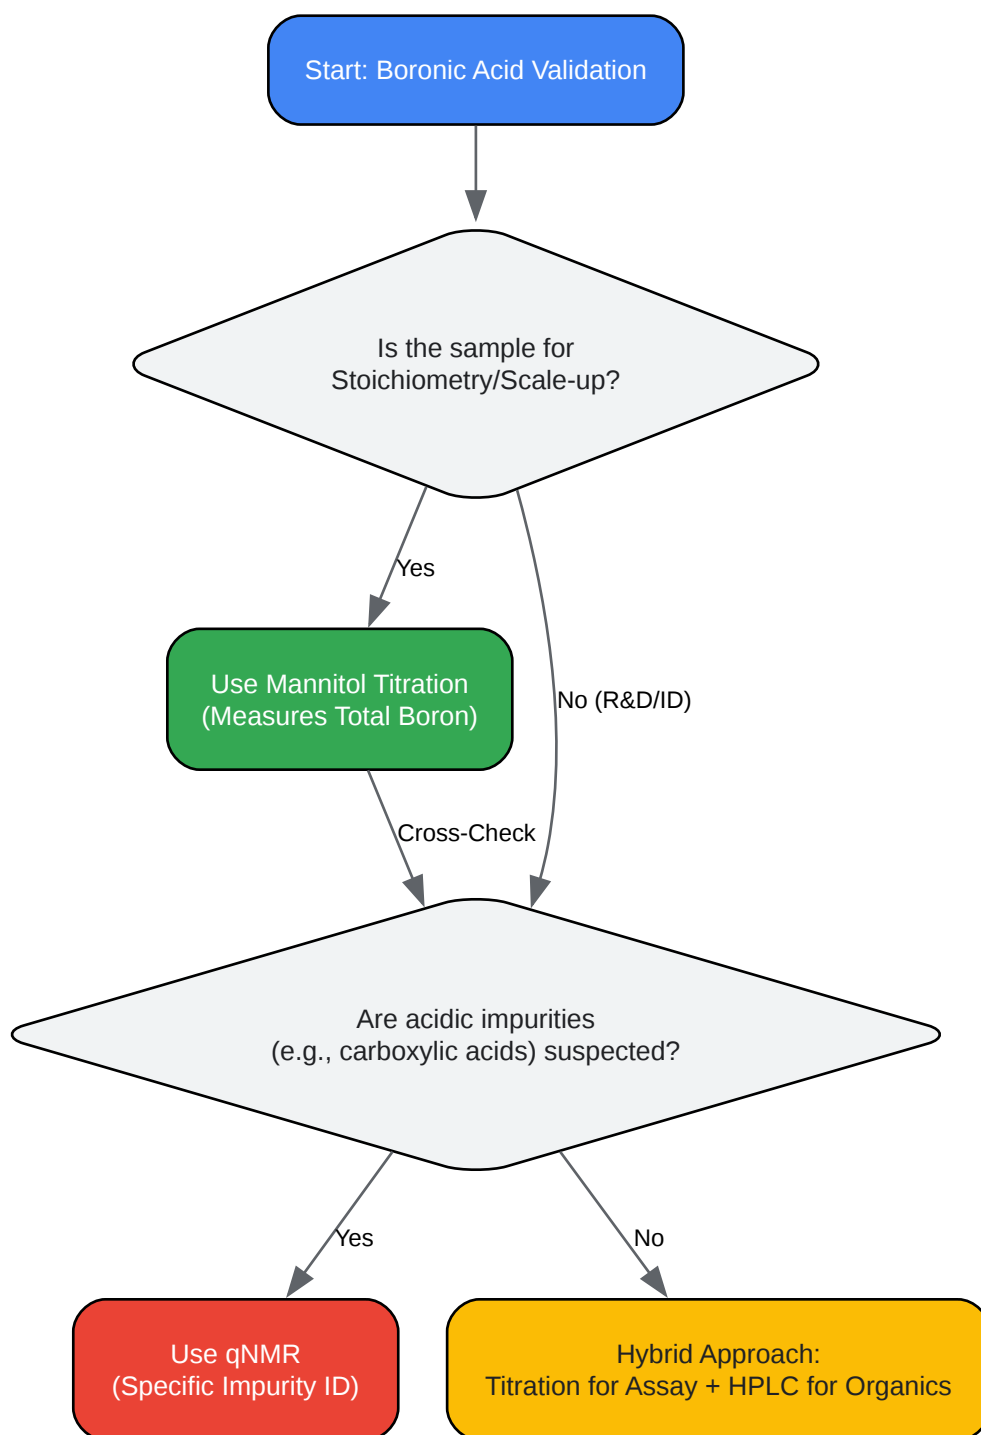 Start: Boronic Acid Validation
Is the sample for
Stoichiometry/Scale-up?
Yes
Use Mannitol Titration
(Measures Total Boron)
No (R&D/ID)
Cross-Check
Are acidic impurities
(e.g., carboxylic acids) suspected?
Yes
No
Use qNMR
(Specific Impurity ID)
Hybrid Approach:
Titration for Assay + HPLC for Organics